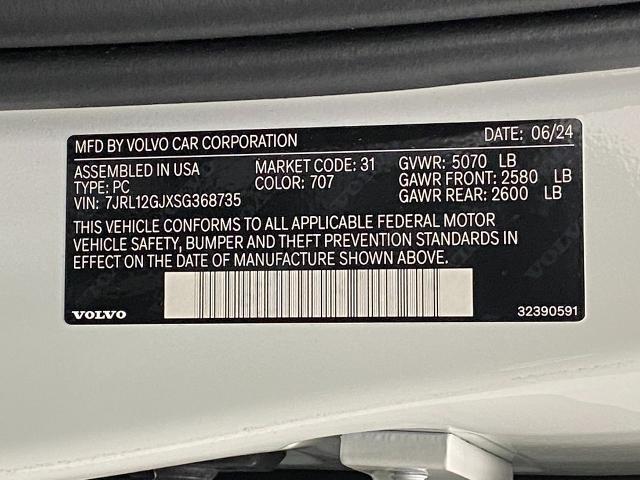 MFD BY VOLVO CAR CORPORATION DATE: 06/24
ASSEMBLED IN USA MARKET CODE: 31 GVWR: 5070 LB
TYPE: PC COLOR: 707 GAWR FRONT: 2580 LB
VIN: 7JRL12GJXSG368735 GAWR REAR: 2600 LB
THIS VEHICLE CONFORMS TO ALL APPLICABLE FEDERAL MOTOR
VEHICLE SAFETY, BUMPER AND THEFT PREVENTION STANDARDS IN
EFFECT ON THE DATE OF MANUFACTURE SHOWN ABOVE.
VOLVO 32390591